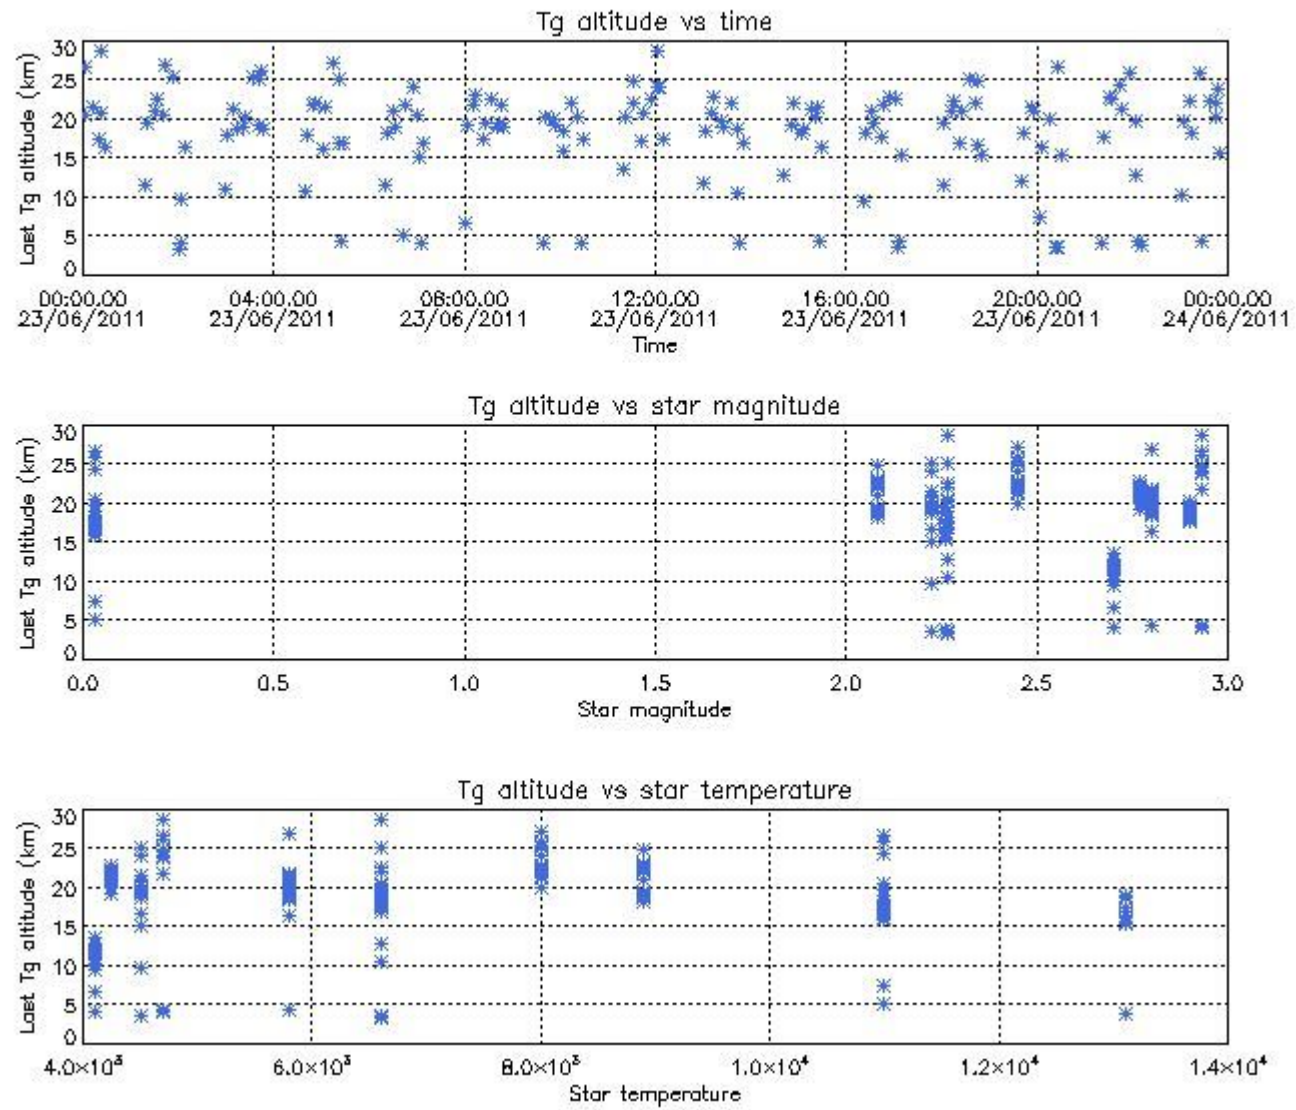 Tg altitude vs time
Last Tg altitude (km)
30
25
20
15
10
5
0
00:00.00 04:00.00 08:00.00 12:00.00 16:00.00 20:00.00 00:00.00
23/06/2011 23/06/2011 23/06/2011 23/06/2011 23/06/2011 23/06/2011 24/06/2011
Time
Tg altitude vs star magnitude
Last Tg altitude (km)
30
25
20
15
10
5
0
0.0 0.5 1.0 1.5 2.0 2.5 3.0
Star magnitude
Tg altitude vs star temperature
Last Tg altitude (km)
30
25
20
15
10
5
0
4.0×10³ 6.0×10³ 8.0×10³ 1.0×10⁴ 1.2×10⁴ 1.4×10⁴
Star temperature